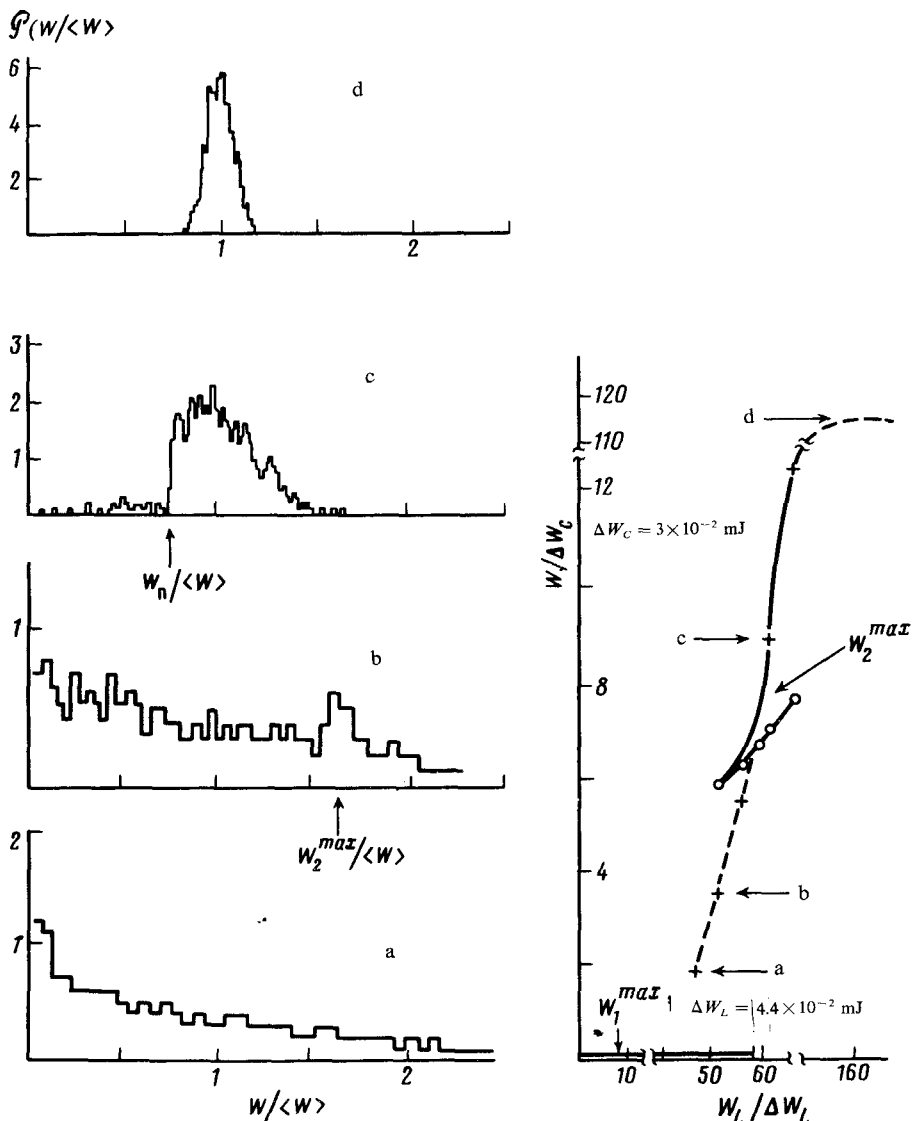 𝒫(W/<W>
6
4
2
d
1
2
3
2
1
c
W_n/<W>
1
b
W_2^max/<W>
2
1
a
1
2
W/<W>
120
110
12
8
4
W/ΔW_C
d
ΔW_C = 3×10⁻² mJ
c
W_2^max
b
a
W_1^max
ΔW_L = 4.4×10⁻² mJ
10
50
60
160
W_L/ΔW_L